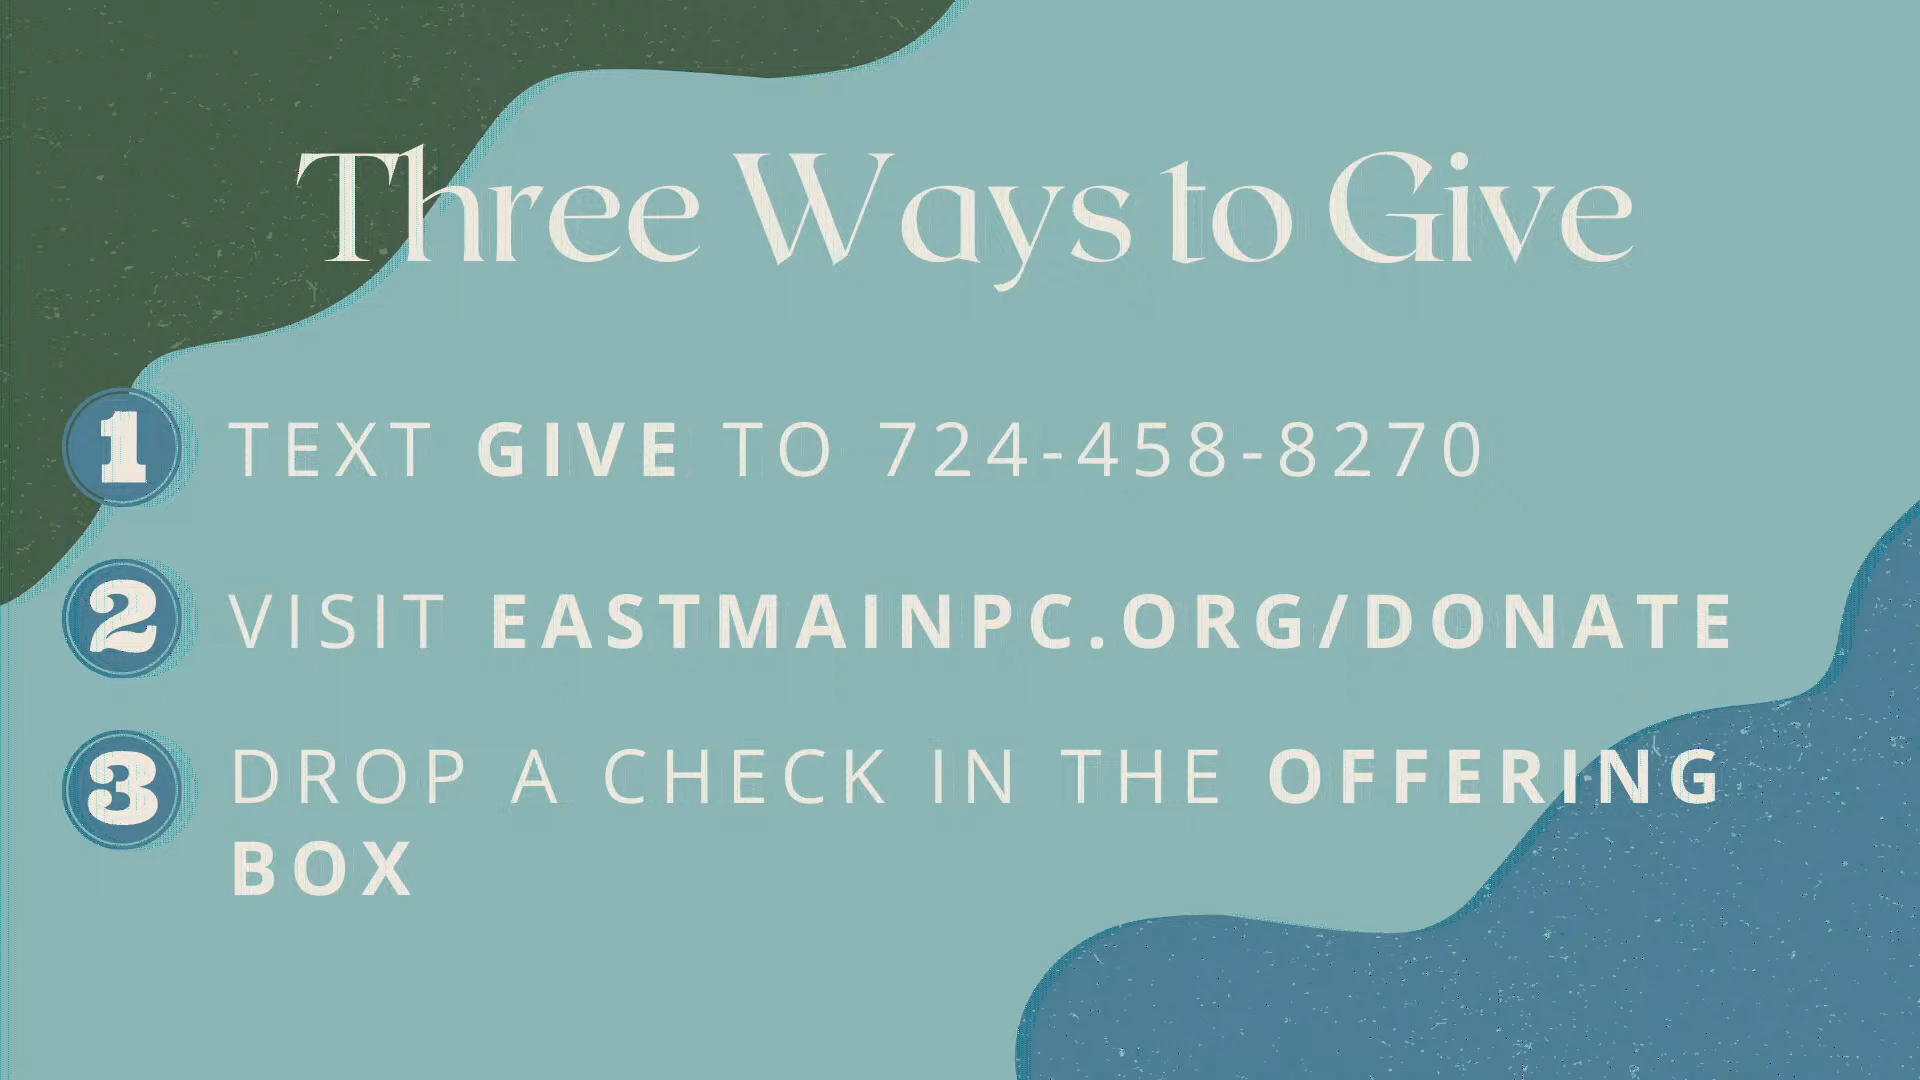 Three Ways to Give
1 TEXT GIVE TO 724-458-8270
2 VISIT EASTMAINPC.ORG/DONATE
3 DROP A CHECK IN THE OFFERING
BOX